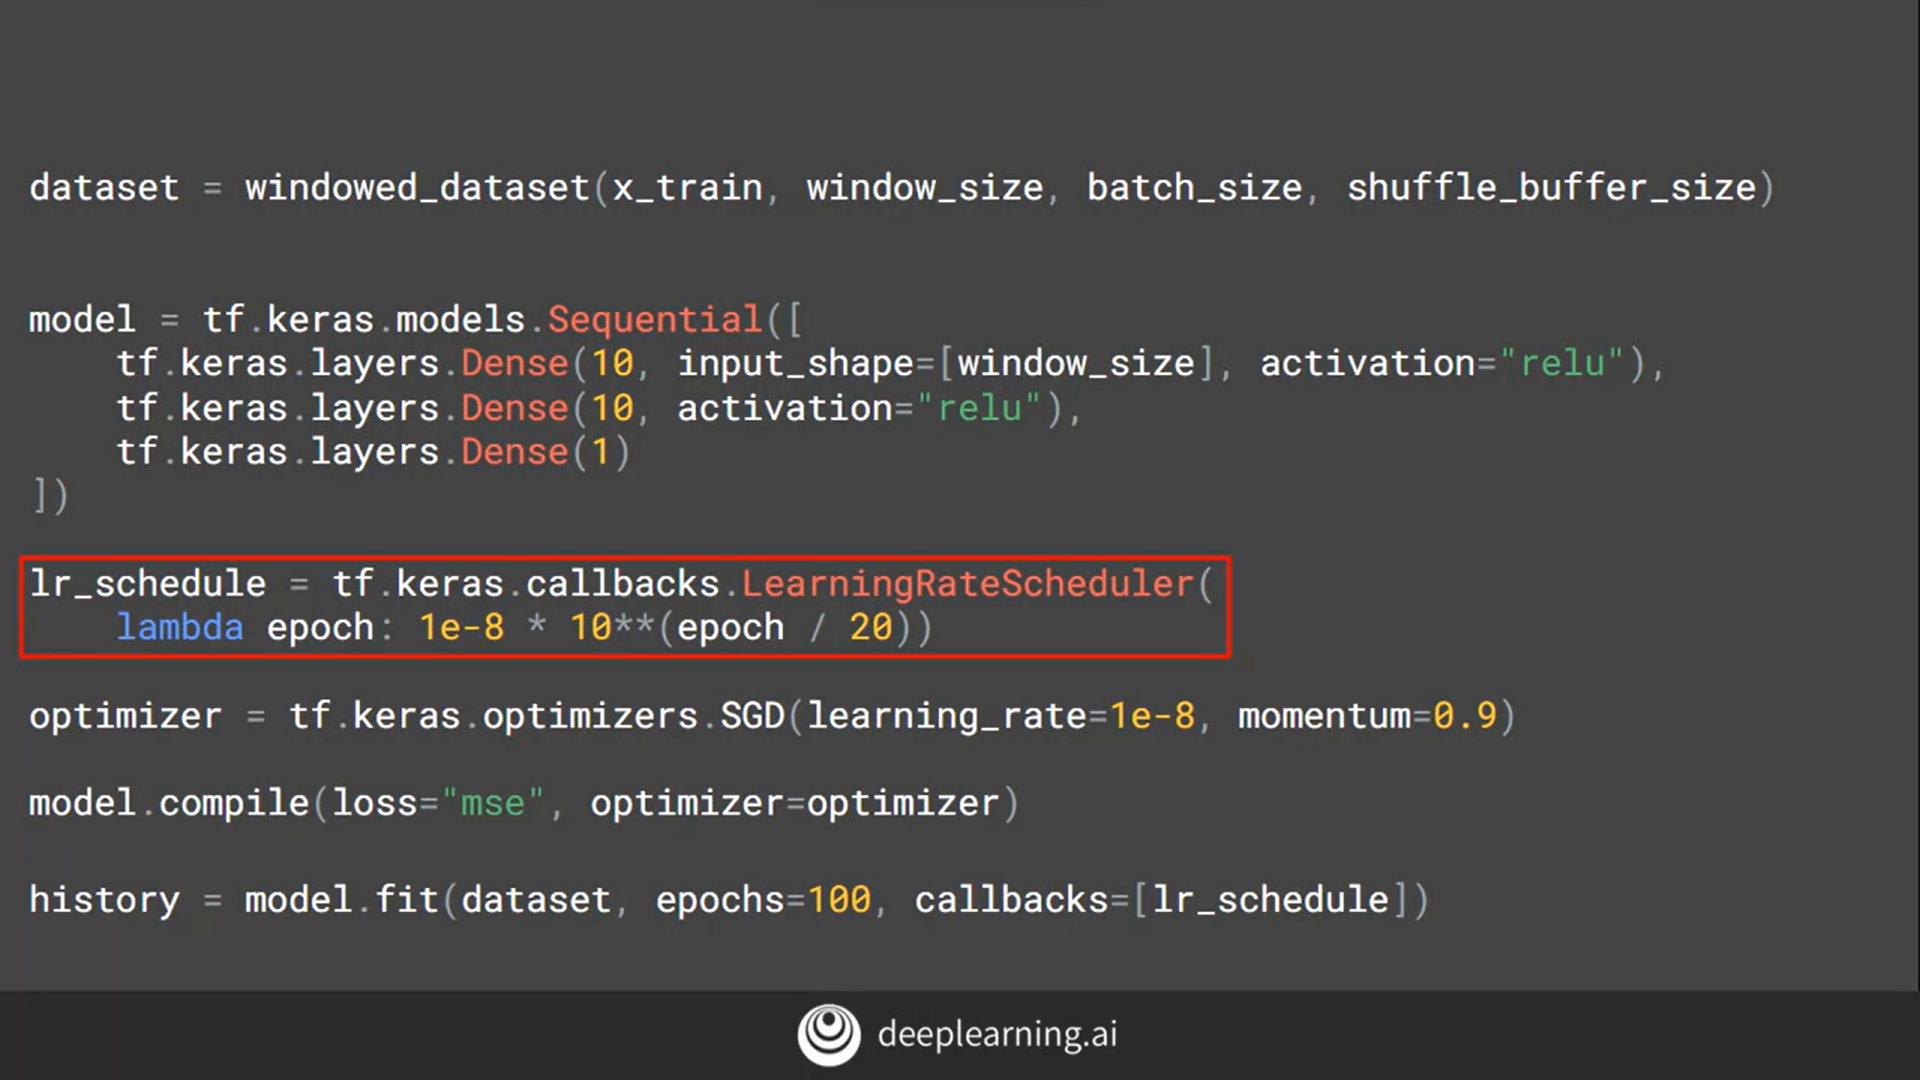 dataset = windowed_dataset(x_train, window_size, batch_size, shuffle_buffer_size)
model = tf.keras.models.Sequential([
    tf.keras.layers.Dense(10, input_shape=[window_size], activation="relu"),
    tf.keras.layers.Dense(10, activation="relu"),
    tf.keras.layers.Dense(1)
])
lr_schedule = tf.keras.callbacks.LearningRateScheduler(
    lambda epoch: 1e-8 * 10**(epoch / 20))
optimizer = tf.keras.optimizers.SGD(learning_rate=1e-8, momentum=0.9)
model.compile(loss="mse", optimizer=optimizer)
history = model.fit(dataset, epochs=100, callbacks=[lr_schedule])
deeplearning.ai